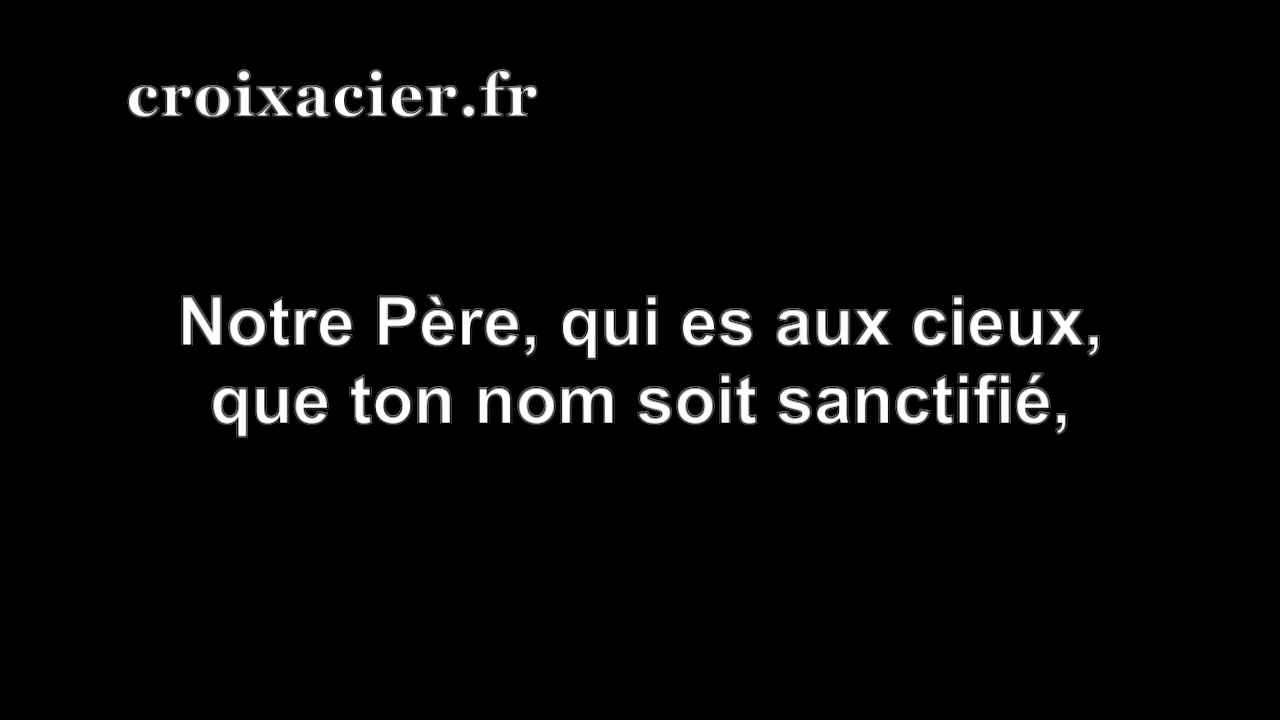 croixacier.fr
Notre Père, qui es aux cieux,
que ton nom soit sanctifié,